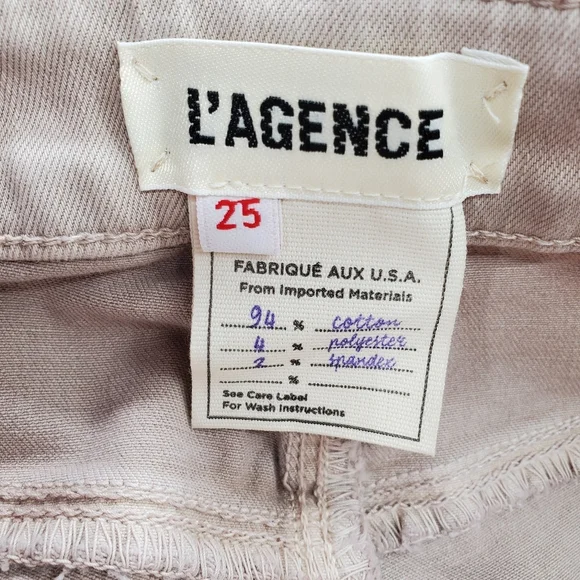 L'AGENCE
25
FABRIQUÉ AUX U.S.A.
From Imported Materials
94 % cotton
4 % polyester
2 % spandex
%
See Care Label
For Wash Instructions